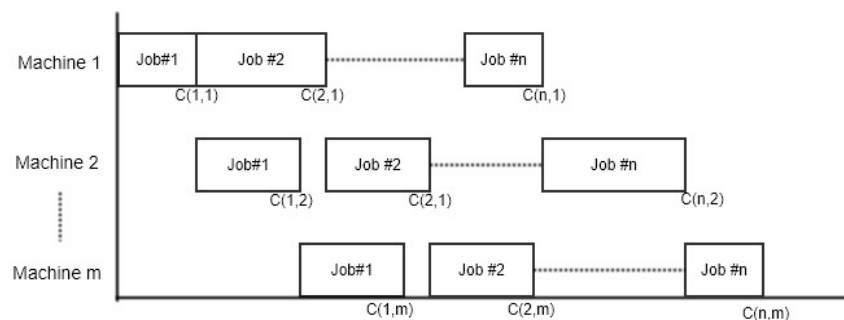 Machine 1
Job#1
Job #2
Job #n
C(1,1)
C(2,1)
C(n,1)
Machine 2
Job#1
Job #2
Job #n
C(1,2)
C(2,1)
C(n,2)
Machine m
Job#1
Job #2
Job #n
C(1,m)
C(2,m)
C(n,m)